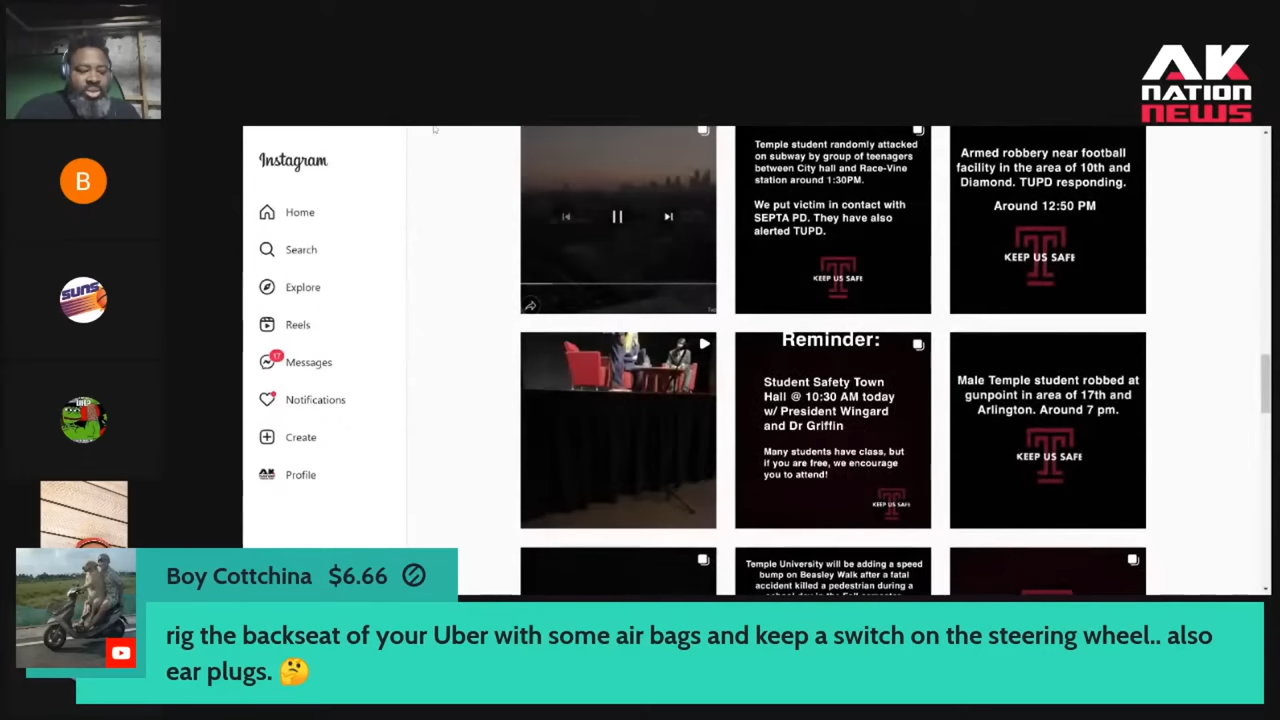 AK
NATION
NEWS
B
SUNS
Instagram
Home
Search
Explore
Reels
17
Messages
Notifications
Create
Profile
Temple student randomly attacked
on subway by group of teenagers
between City hall and Race-Vine
station around 1:30PM.
We put victim in contact with
SEPTA PD. They have also
alerted TUPD.
KEEP US SAFE
Armed robbery near football
facility in the area of 10th and
Diamond. TUPD responding.
Around 12:50 PM
KEEP US SAFE
Reminder:
Student Safety Town
Hall @ 10:30 AM today
w/ President Wingard
and Dr Griffin
Many students have class, but
if you are free, we encourage
you to attend!
KEEP US SAFE
Male Temple student robbed at
gunpoint in area of 17th and
Arlington. Around 7 pm.
KEEP US SAFE
Temple University will be adding a speed
bump on Beasley Walk after a fatal
accident killed a pedestrian during a
school day in the Fall semester
Boy Cottchina $6.66
rig the backseat of your Uber with some air bags and keep a switch on the steering wheel.. also
ear plugs. 🤔